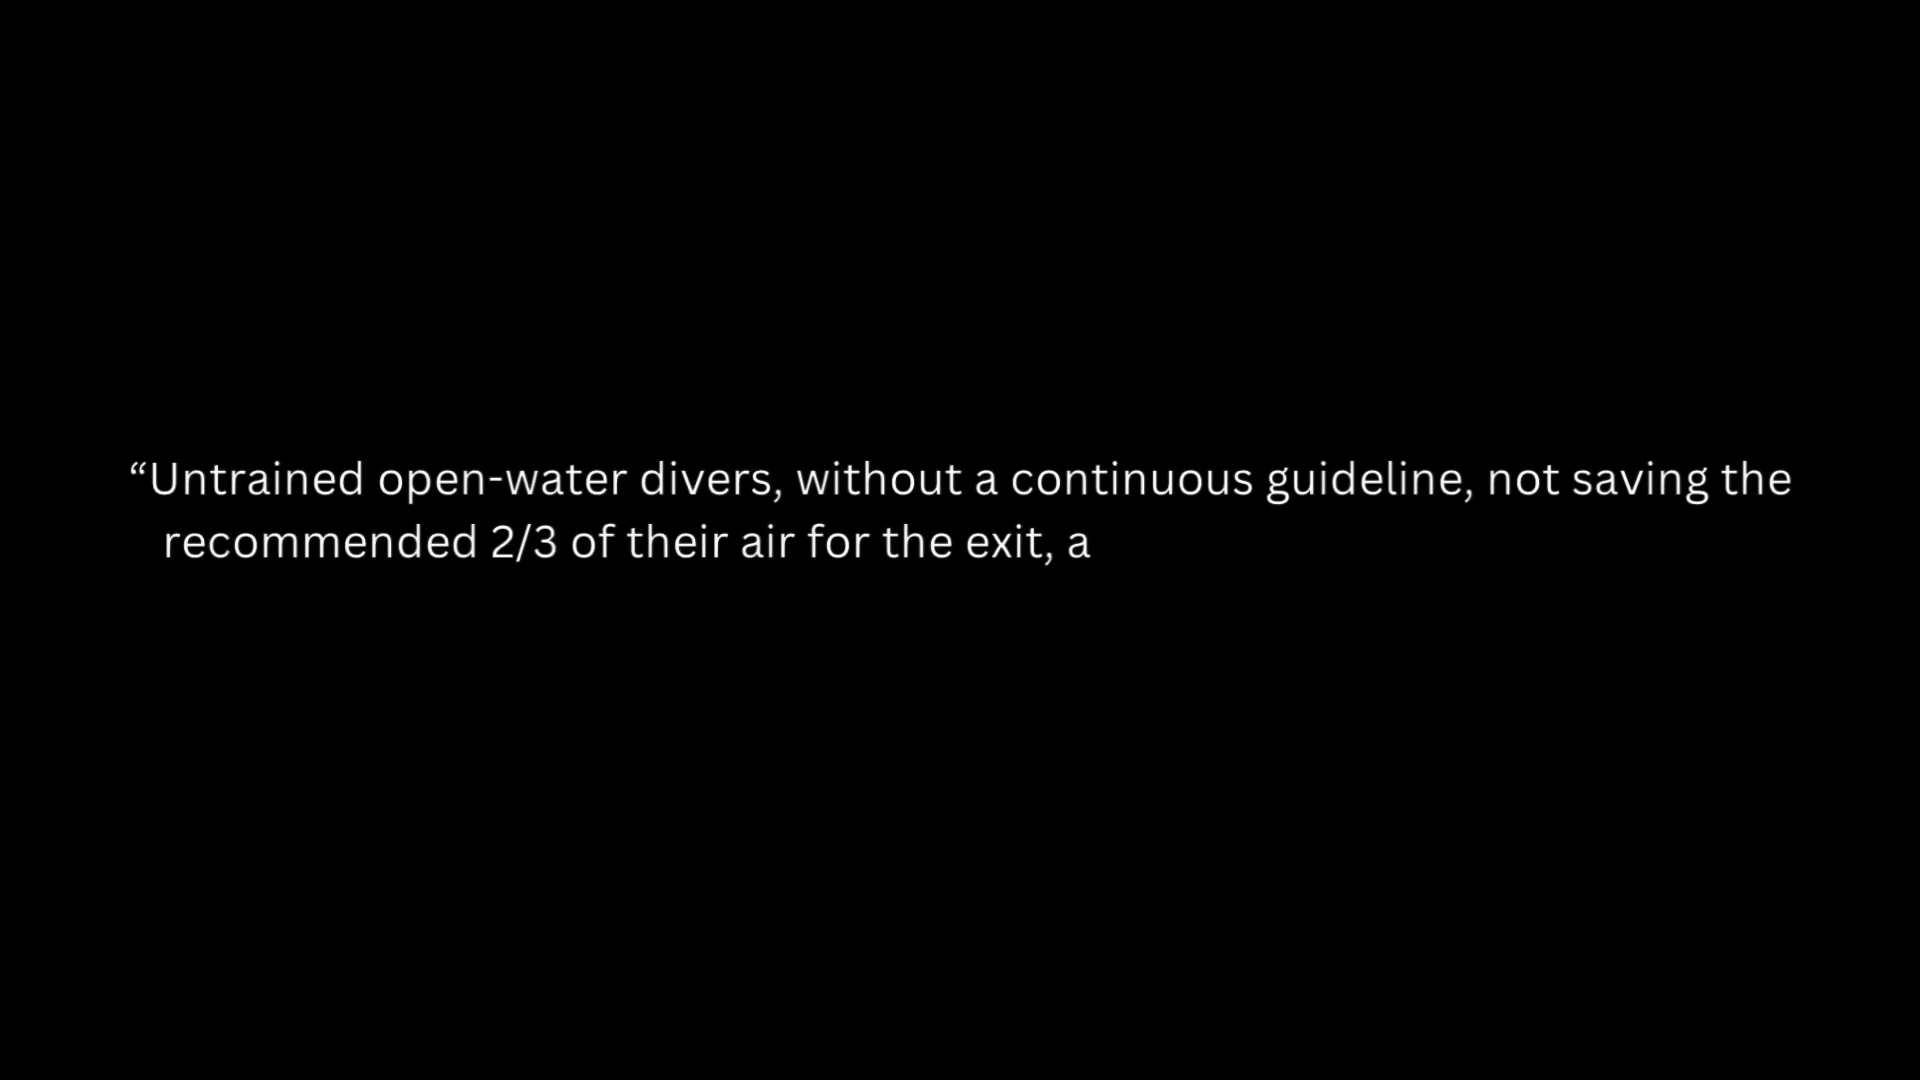 “Untrained open-water divers, without a continuous guideline, not saving the
recommended 2/3 of their air for the exit, a